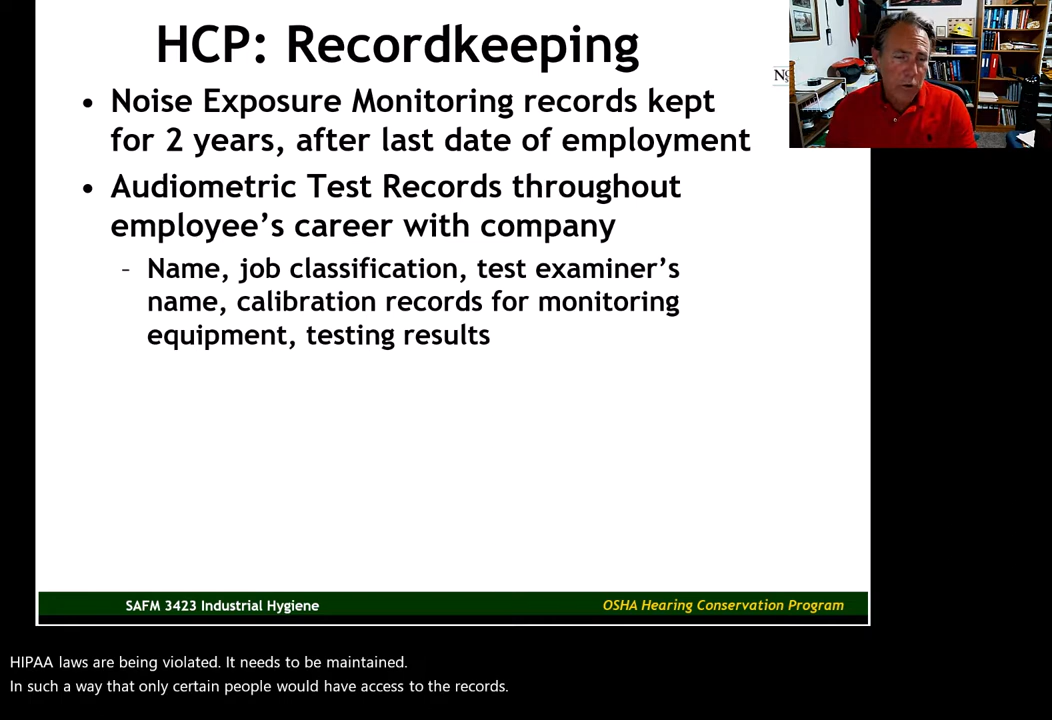 HCP: Recordkeeping
• Noise Exposure Monitoring records kept
for 2 years, after last date of employment
• Audiometric Test Records throughout
employee’s career with company
– Name, job classification, test examiner’s
name, calibration records for monitoring
equipment, testing results
SAFM 3423 Industrial Hygiene
OSHA Hearing Conservation Program
HIPAA laws are being violated. It needs to be maintained.
In such a way that only certain people would have access to the records.